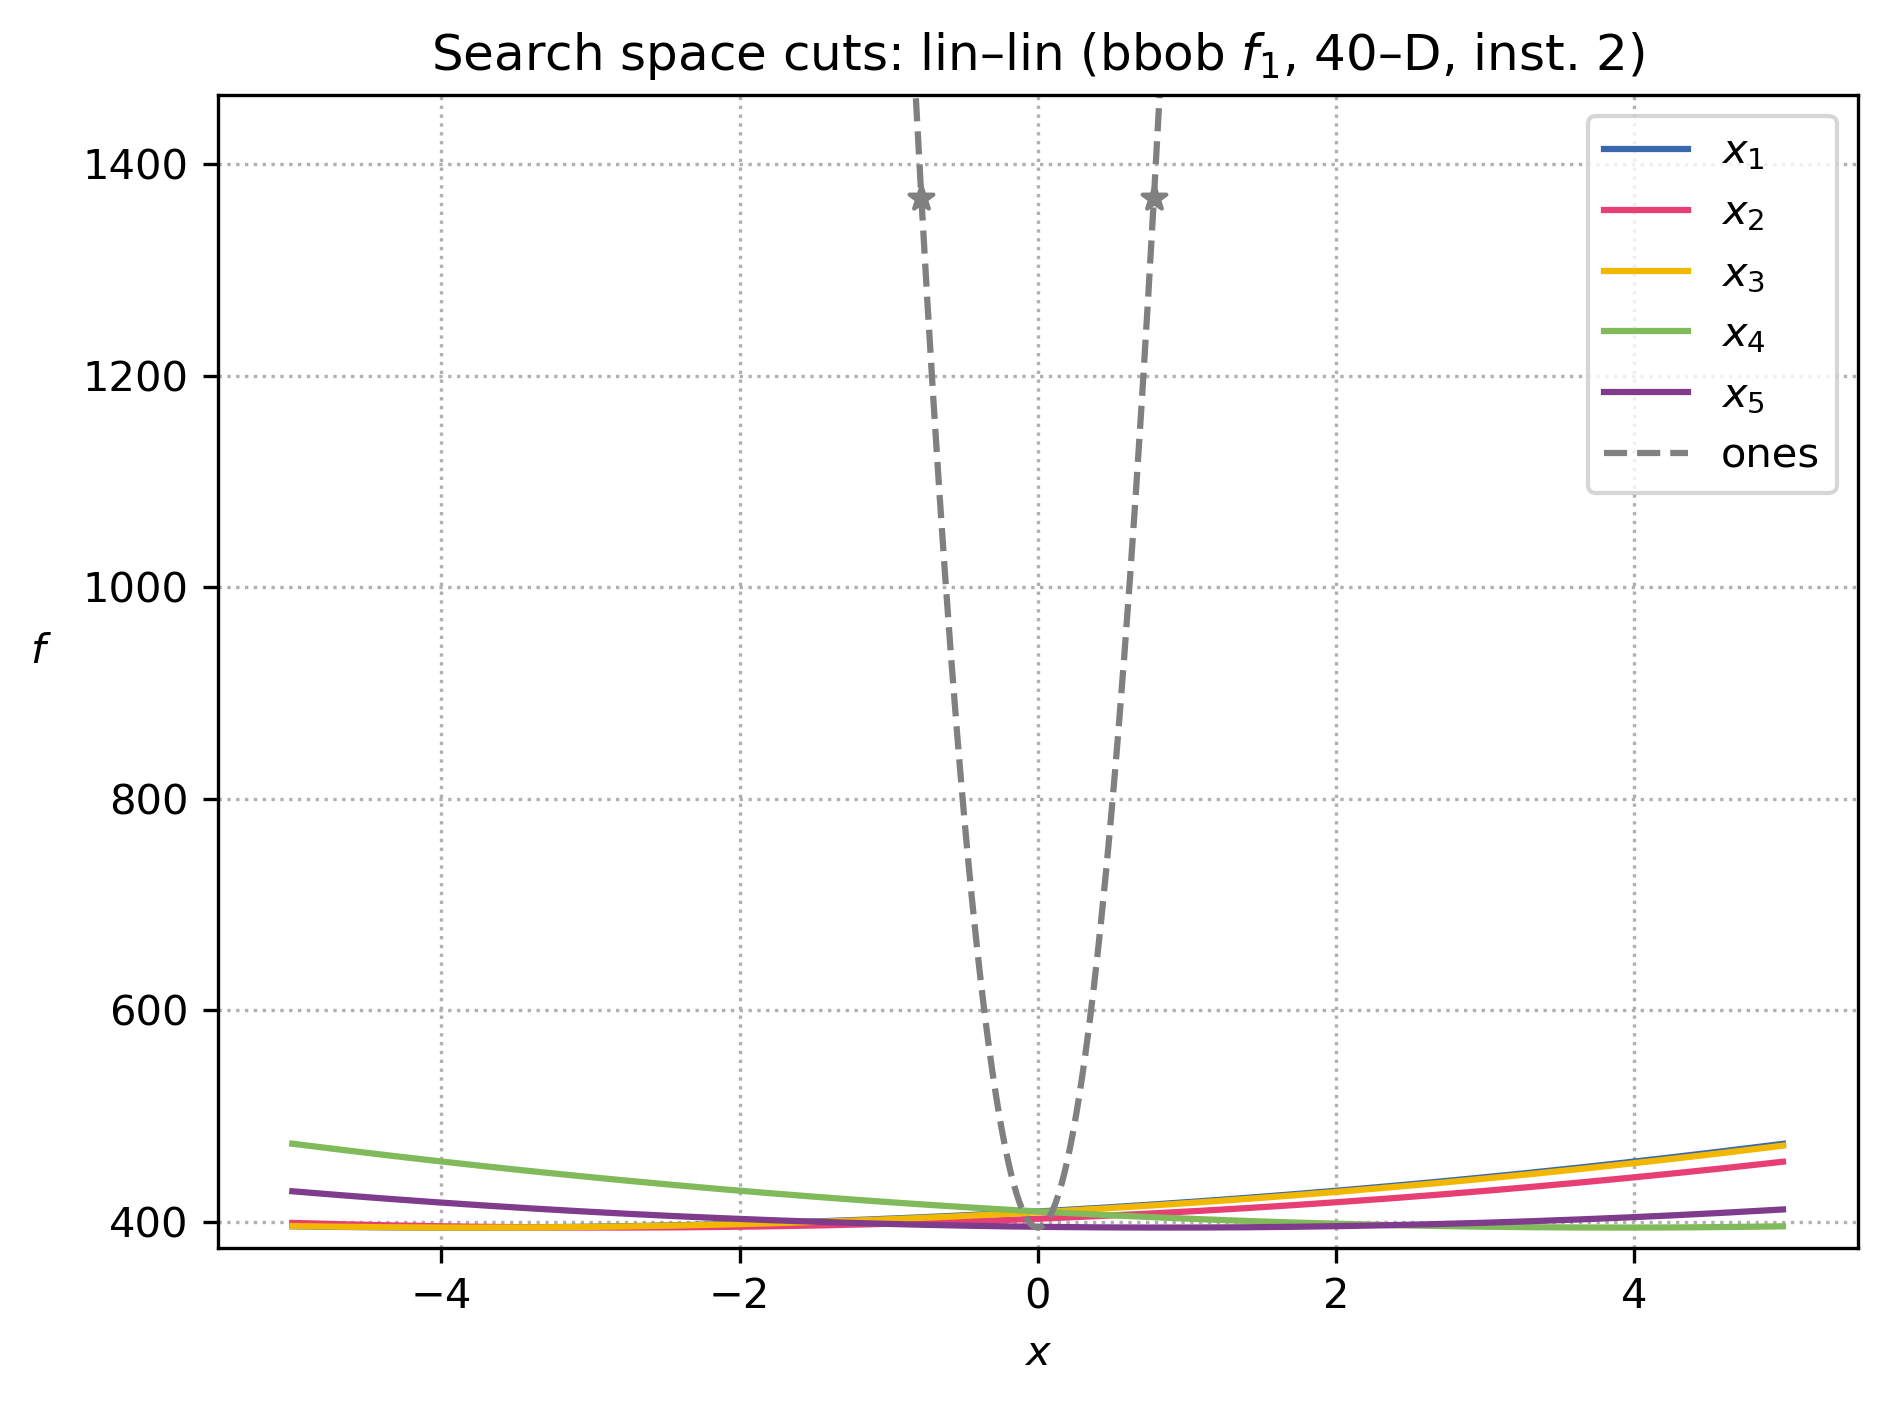 Search space cuts: lin–lin (bbob f₁, 40–D, inst. 2)
1400
1200
1000
800
600
400
f
−4
−2
0
2
4
x
x₁
x₂
x₃
x₄
x₅
ones